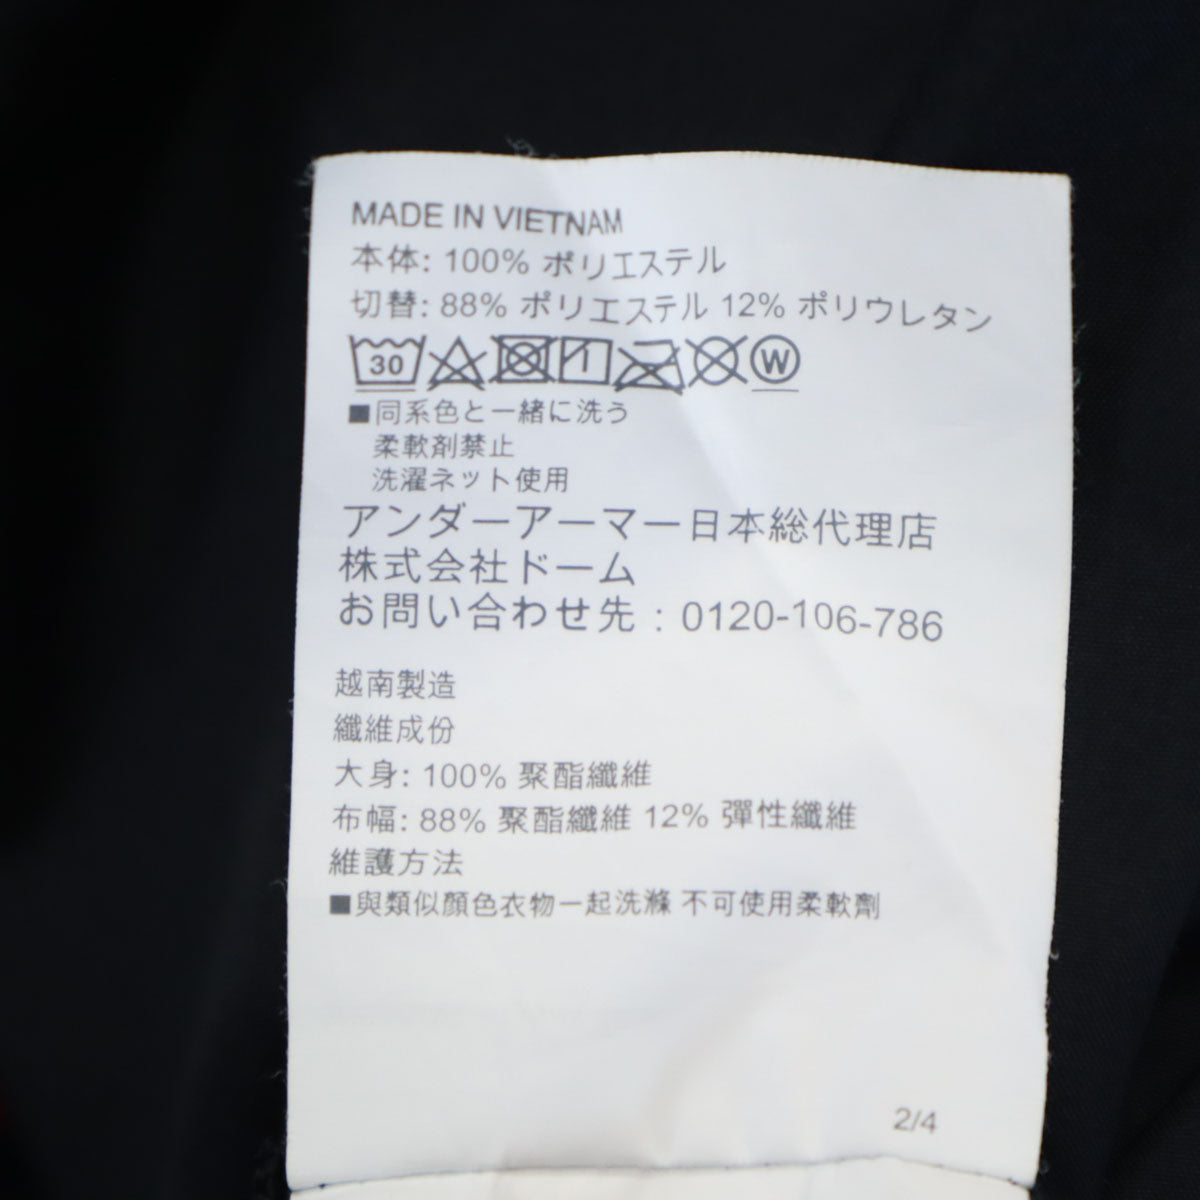 MADE IN VIETNAM
本体: 100% ポリエステル
切替: 88% ポリエステル 12% ポリウレタン
30 W
■同系色と一緒に洗う
柔軟剤禁止
洗濯ネット使用
アンダーアーマー日本総代理店
株式会社ドーム
お問い合わせ先 : 0120-106-786
越南製造
纖維成份
大身: 100% 聚酯纖維
布幅: 88% 聚酯纖維 12% 彈性纖維
維護方法
■與類似顏色衣物一起洗滌 不可使用柔軟劑
2/4